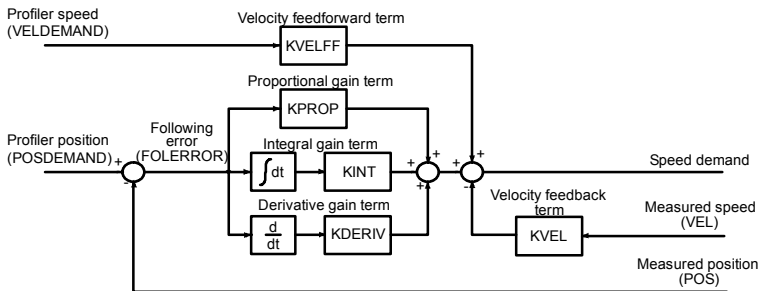 Profiler speed
(VELDEMAND)
Velocity feedforward term
KVELFF
Proportional gain term
KPROP
Profiler position
(POSDEMAND)
Following
error
(FOLERROR)
Integral gain term
∫dt
KINT
Speed demand
Derivative gain term
d
dt
KDERIV
Velocity feedback
term
KVEL
Measured speed
(VEL)
Measured position
(POS)
+
-
+
+
+
+
+
-